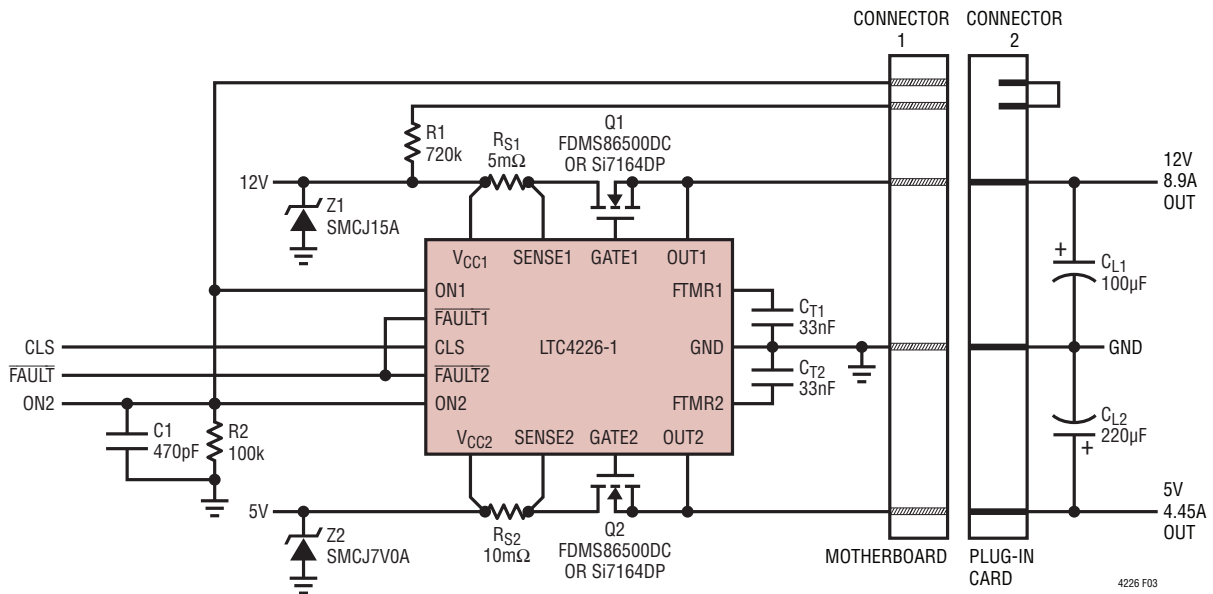 CONNECTOR
1
CONNECTOR
2
R1
720k
RS1
5mΩ
Q1
FDMS86500DC
OR Si7164DP
12V
12V
8.9A
OUT
Z1
SMCJ15A
VCC1
SENSE1
GATE1
OUT1
CL1
100µF
+
ON1
FTMR1
FAULT1
CT1
33nF
CLS
CLS
LTC4226-1
GND
GND
FAULT
FAULT2
CT2
33nF
ON2
ON2
FTMR2
C1
470pF
R2
100k
VCC2
SENSE2
GATE2
OUT2
CL2
220µF
+
5V
5V
4.45A
OUT
Z2
SMCJ7V0A
RS2
10mΩ
Q2
FDMS86500DC
OR Si7164DP
MOTHERBOARD
PLUG-IN
CARD
4226 F03